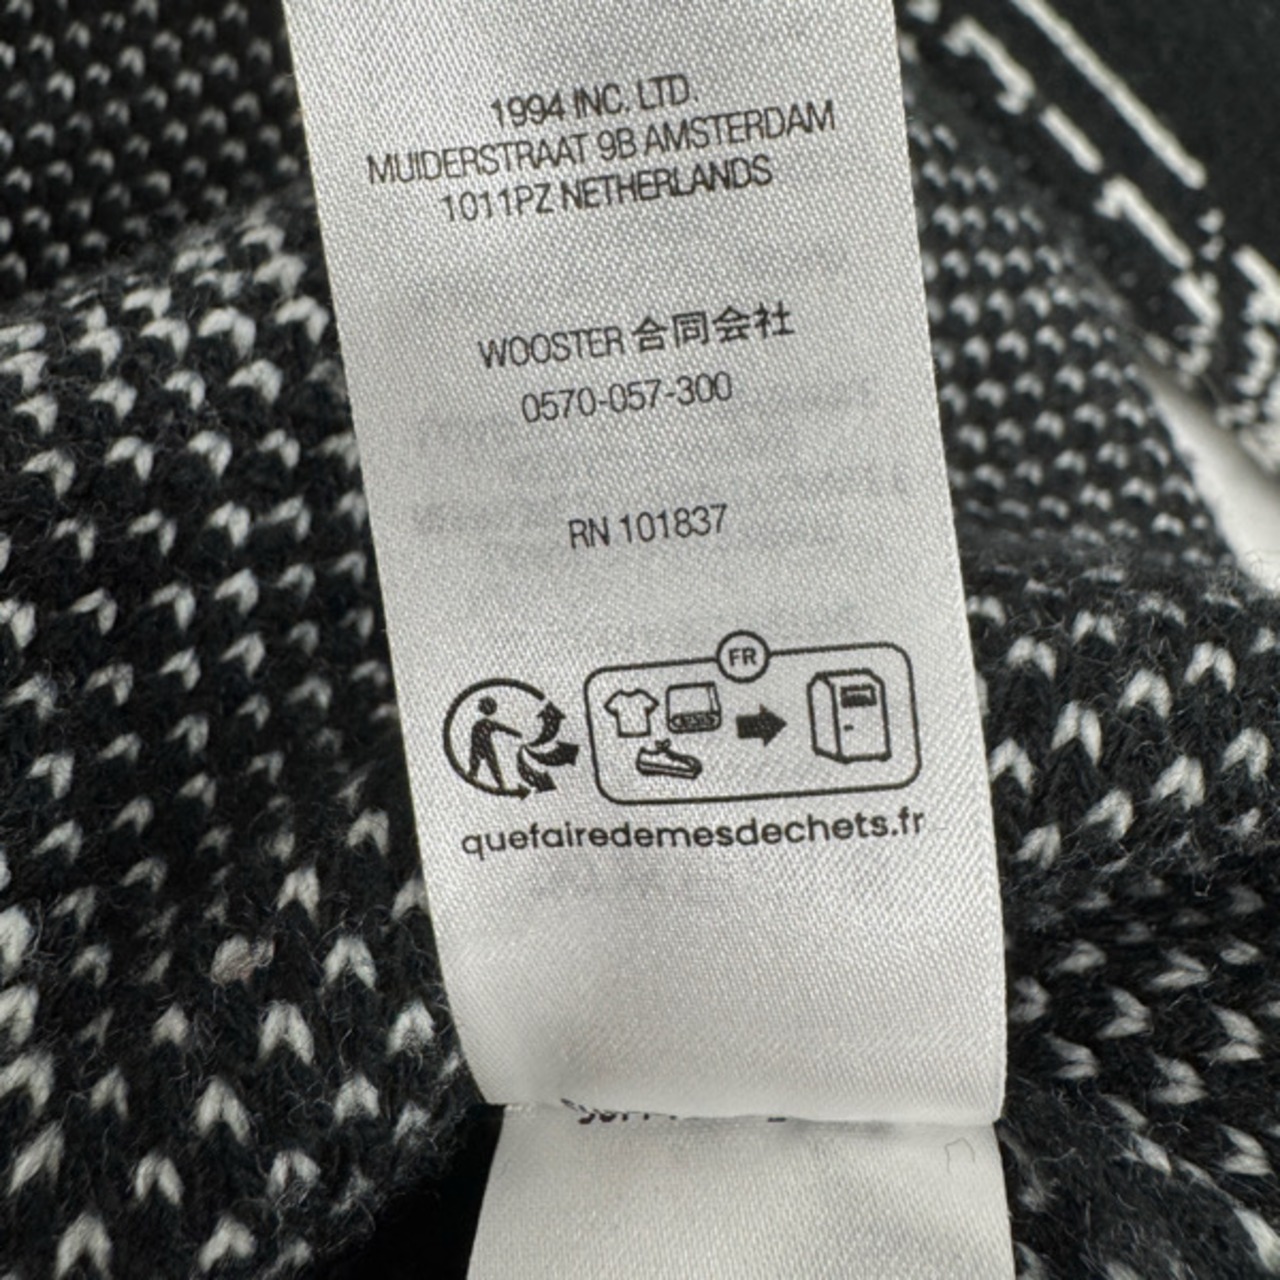 1994 INC. LTD.
MUIDERSTRAAT 9B AMSTERDAM
1011PZ NETHERLANDS
WOOSTER 合同会社
0570-057-300
RN 101837
FR
quefairedemesdechets.fr